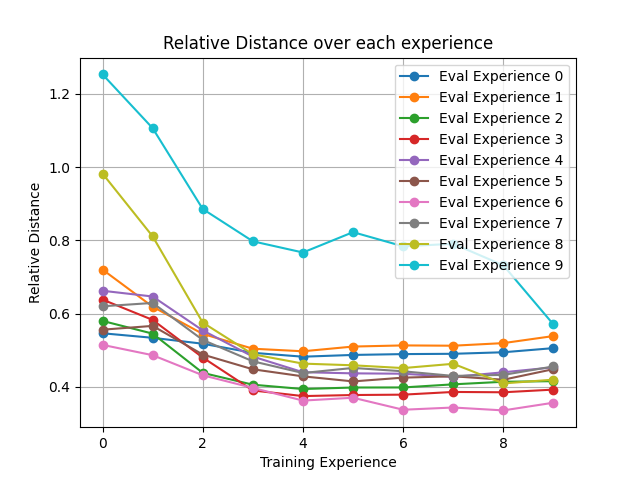 Relative Distance over each experience
Relative Distance
1.2
1.0
0.8
0.6
0.4
Eval Experience 0
Eval Experience 1
Eval Experience 2
Eval Experience 3
Eval Experience 4
Eval Experience 5
Eval Experience 6
Eval Experience 7
Eval Experience 8
Eval Experience 9
0 2 4 6 8
Training Experience